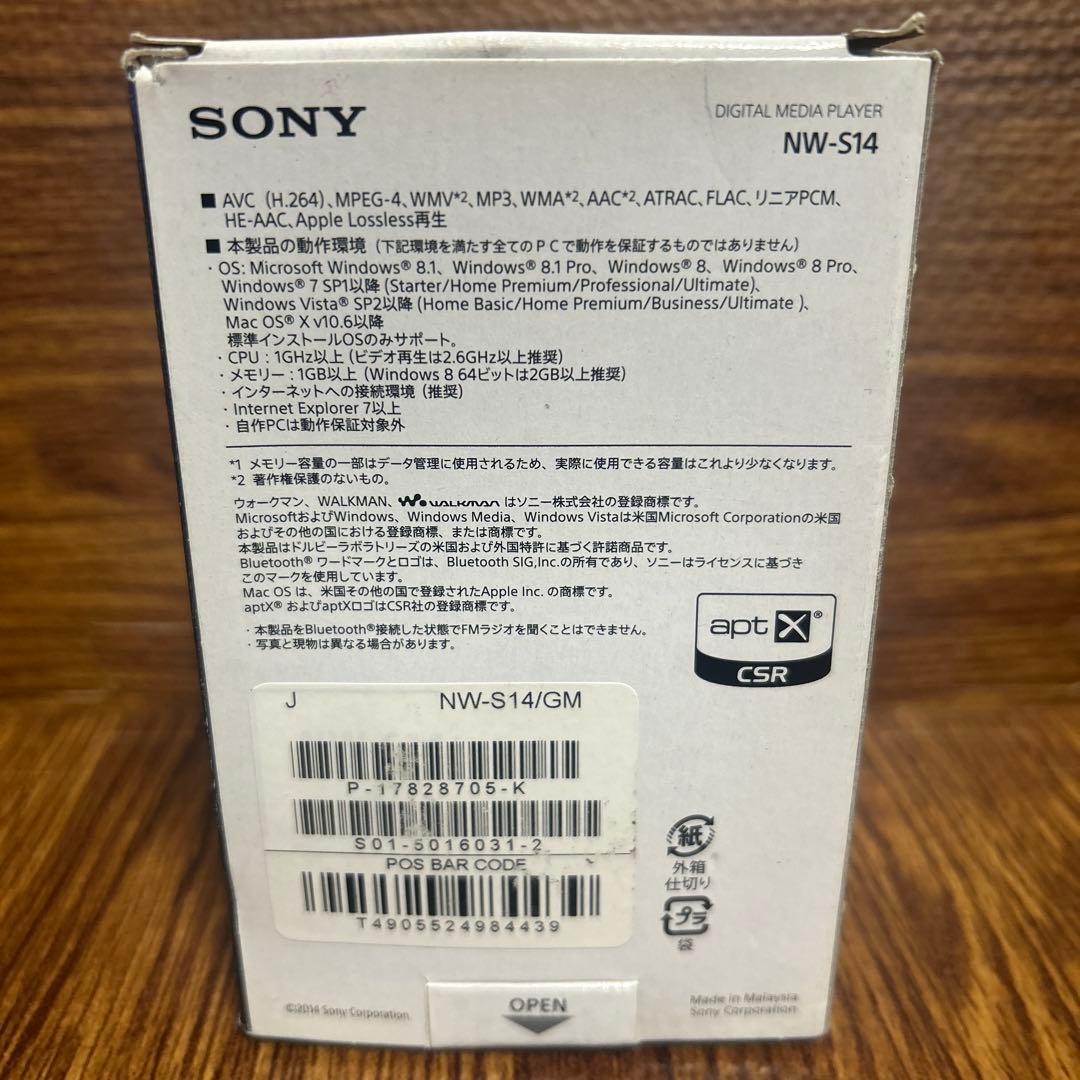 SONY
DIGITAL MEDIA PLAYER
NW-S14
■ AVC（H.264）、MPEG-4、WMV*2、MP3、WMA*2、AAC*2、ATRAC、FLAC、リニアPCM、
HE-AAC、Apple Lossless再生
■ 本製品の動作環境（下記環境を満たす全てのＰＣで動作を保証するものではありません）
・OS: Microsoft Windows® 8.1、Windows® 8.1 Pro、Windows® 8、Windows® 8 Pro、
Windows® 7 SP1以降 (Starter/Home Premium/Professional/Ultimate)、
Windows Vista® SP2以降 (Home Basic/Home Premium/Business/Ultimate )、
Mac OS® X v10.6以降
標準インストールOSのみサポート。
・CPU : 1GHz以上 (ビデオ再生は2.6GHz以上推奨)
・メモリー : 1GB以上 (Windows 8 64ビットは2GB以上推奨)
・インターネットへの接続環境（推奨）
・Internet Explorer 7以上
・自作PCは動作保証対象外
*1 メモリー容量の一部はデータ管理に使用されるため、実際に使用できる容量はこれより少なくなります。
*2 著作権保護のないもの。
ウォークマン、WALKMAN、WALKMAN はソニー株式会社の登録商標です。
MicrosoftおよびWindows、Windows Media、Windows Vistaは米国Microsoft Corporationの米国
およびその他の国における登録商標、または商標です。
本製品はドルビーラボラトリーズの米国および外国特許に基づく許諾商品です。
Bluetooth® ワードマークとロゴは、Bluetooth SIG,Inc.の所有であり、ソニーはライセンスに基づき
このマークを使用しています。
Mac OS は、米国その他の国で登録されたApple Inc. の商標です。
aptX® およびaptXロゴはCSR社の登録商標です。
・本製品をBluetooth®接続した状態でFMラジオを聞くことはできません。
・写真と現物は異なる場合があります。
aptX®
CSR
J NW-S14/GM
P-17828705-K
S01-5016031-2
POS BAR CODE
T4905524984439
紙
外箱
仕切り
プラ
袋
©2014 Sony Corporation
OPEN
Made in Malaysia
Sony Corporation